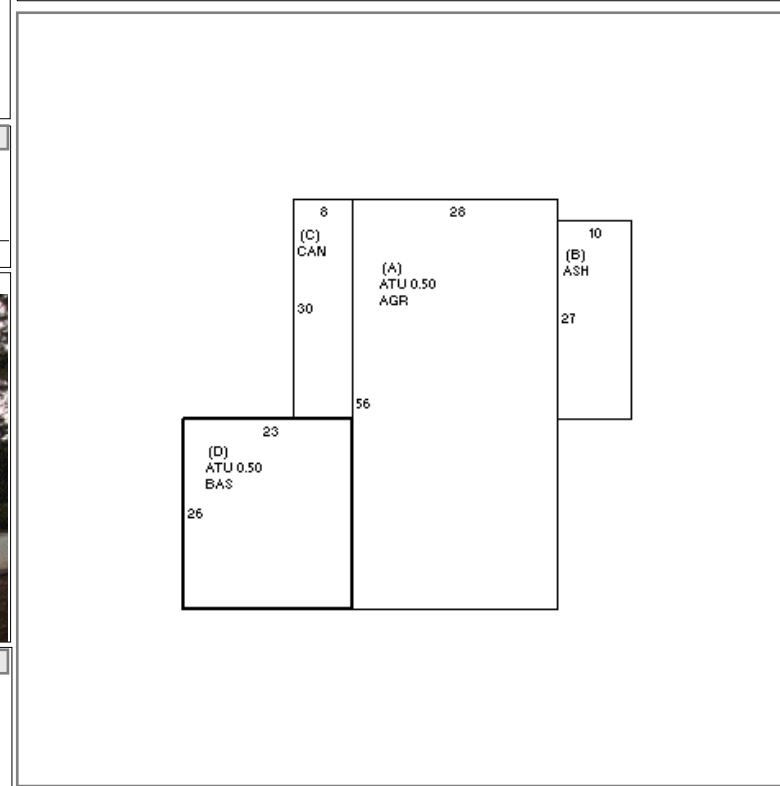 8
(C)
CAN
30
28
(A)
ATU 0.50
AGR
56
10
(B)
ASH
27
23
(D)
ATU 0.50
BAS
26